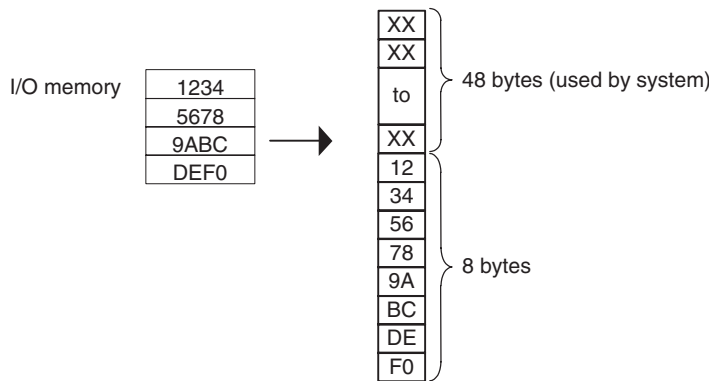 I/O memory
1234
5678
9ABC
DEF0
XX
XX
to
XX
48 bytes (used by system)
12
34
56
78
9A
BC
DE
F0
8 bytes